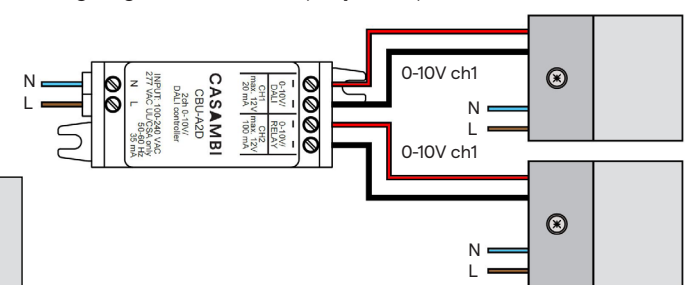 N
L
N L
INPUT: 100-240 VAC
277 VAC UL/CSA only
50-60 Hz
35 mA
CASAMBI
CBU-A2D
2ch 0-10V/
DALI controller
0-10V/
DALI
CH1
max. 12V
20 mA
0-10V/
RELAY
CH2
max. 12V
100 mA
0-10V ch1
N
L
0-10V ch1
N
L